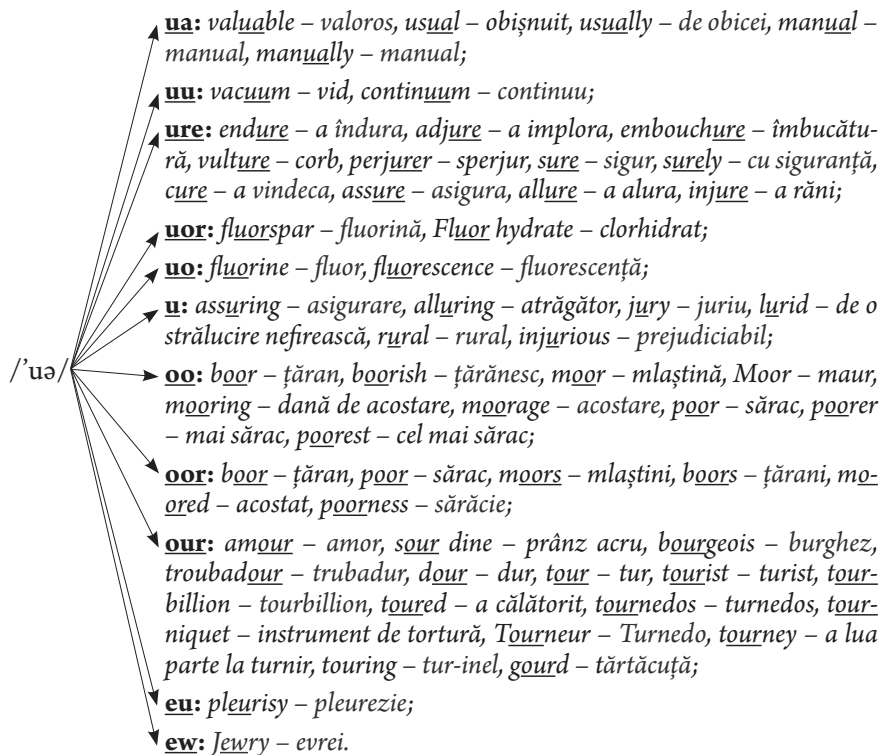 ua: valuable – valoros, usual – obișnuit, usually – de obicei, manual –
manual, manually – manual;
uu: vacuum – vid, continuum – continuu;
ure: endure – a îndura, adjure – a implora, embouchure – îmbucătu-
ră, vulture – corb, perjurer – sperjur, sure – sigur, surely – cu siguranță,
cure – a vindeca, assure – asigura, allure – a alura, injure – a răni;
uor: fluorspar – fluorină, Fluor hydrate – clorhidrat;
uo: fluorine – fluor, fluorescence – fluorescență;
u: assuring – asigurare, alluring – atrăgător, jury – juriu, lurid – de o
strălucire nefirească, rural – rural, injurious – prejudiciabil;
/’uə/
oo: boor – țăran, boorish – țărănesc, moor – mlaștină, Moor – maur,
mooring – dană de acostare, moorage – acostare, poor – sărac, poorer
– mai sărac, poorest – cel mai sărac;
oor: boor – țăran, poor – sărac, moors – mlaștini, boors – țărani, mo-
ored – acostat, poorness – sărăcie;
our: amour – amor, sour dine – prânz acru, bourgeois – burghez,
troubadour – trubadur, dour – dur, tour – tur, tourist – turist, tour-
billion – tourbillion, toured – a călătorit, tournedos – turnedos, tour-
niquet – instrument de tortură, Tourneur – Turnedo, tourney – a lua
parte la turnir, touring – tur-inel, gourd – tărtăcuță;
eu: pleurisy – pleurezie;
ew: Jewry – evrei.